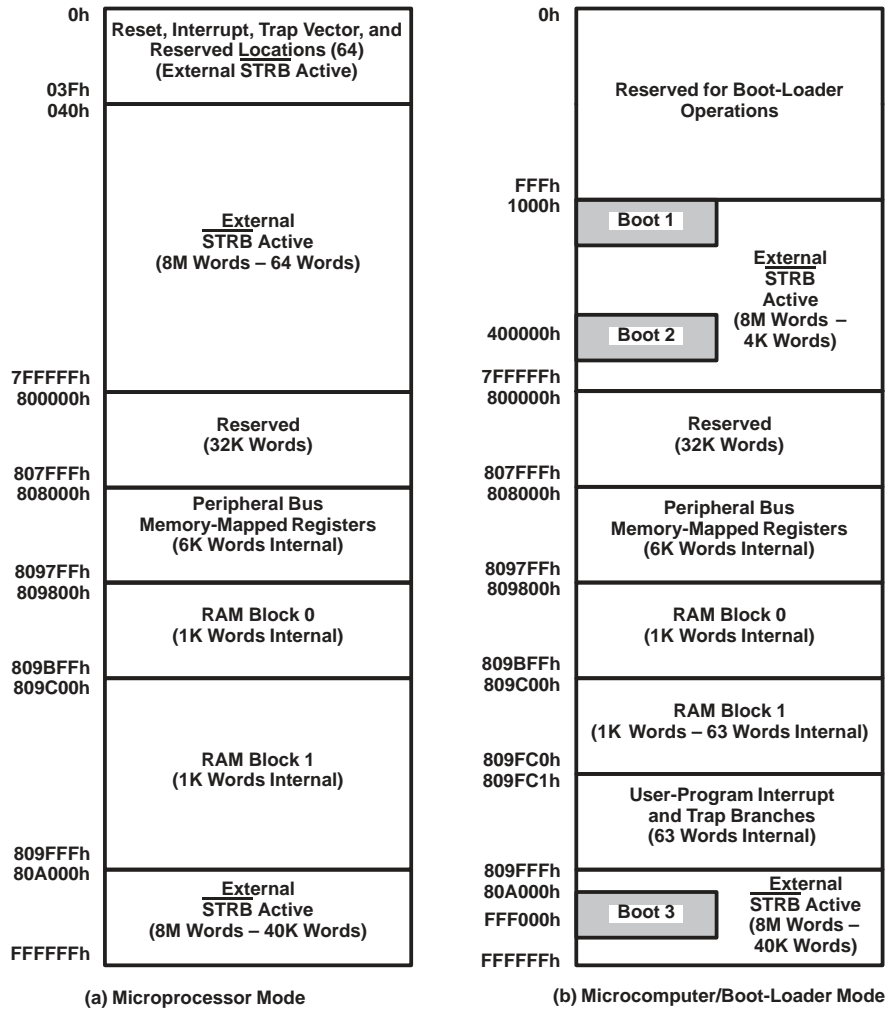 0h
Reset, Interrupt, Trap Vector, and
Reserved Locations (64)
(External STRB Active)
03Fh
040h
External
STRB Active
(8M Words – 64 Words)
7FFFFFh
800000h
Reserved
(32K Words)
807FFFh
808000h
Peripheral Bus
Memory-Mapped Registers
(6K Words Internal)
8097FFh
809800h
RAM Block 0
(1K Words Internal)
809BFFh
809C00h
RAM Block 1
(1K Words Internal)
809FFFh
80A000h
External
STRB Active
(8M Words – 40K Words)
FFFFFFh
(a) Microprocessor Mode
0h
Reserved for Boot-Loader
Operations
FFFh
1000h
Boot 1
External
STRB
Active
(8M Words –
4K Words)
400000h
Boot 2
7FFFFFh
800000h
Reserved
(32K Words)
807FFFh
808000h
Peripheral Bus
Memory-Mapped Registers
(6K Words Internal)
8097FFh
809800h
RAM Block 0
(1K Words Internal)
809BFFh
809C00h
RAM Block 1
(1K Words – 63 Words Internal)
809FC0h
809FC1h
User-Program Interrupt
and Trap Branches
(63 Words Internal)
809FFFh
80A000h
Boot 3
FFF000h
External
STRB Active
(8M Words –
40K Words)
FFFFFFh
(b) Microcomputer/Boot-Loader Mode